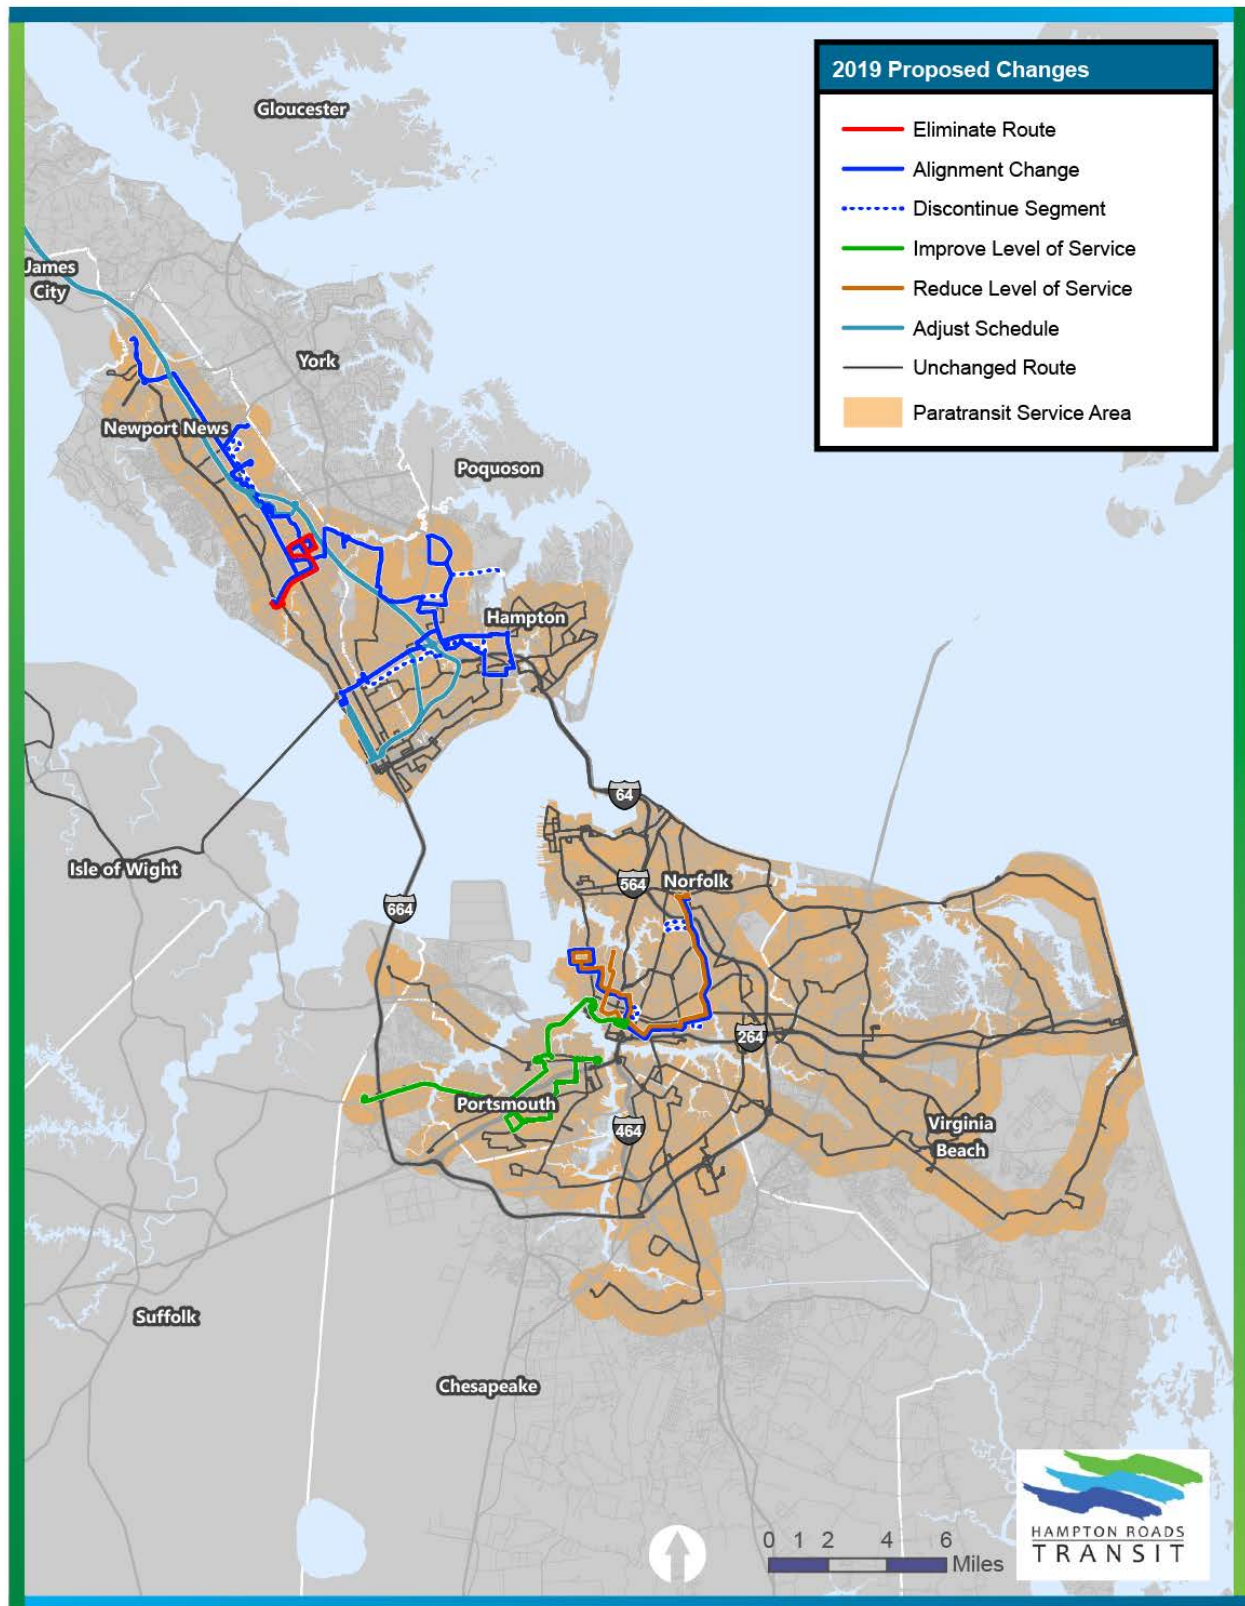 2019 Proposed Changes
Eliminate Route
Alignment Change
Discontinue Segment
Improve Level of Service
Reduce Level of Service
Adjust Schedule
Unchanged Route
Paratransit Service Area
Gloucester
James
City
York
Newport News
Poquoson
Hampton
64
Isle of Wight
564
Norfolk
664
264
Portsmouth
464
Virginia
Beach
Suffolk
Chesapeake
0 1 2 4 6
Miles
HAMPTON ROADS
TRANSIT